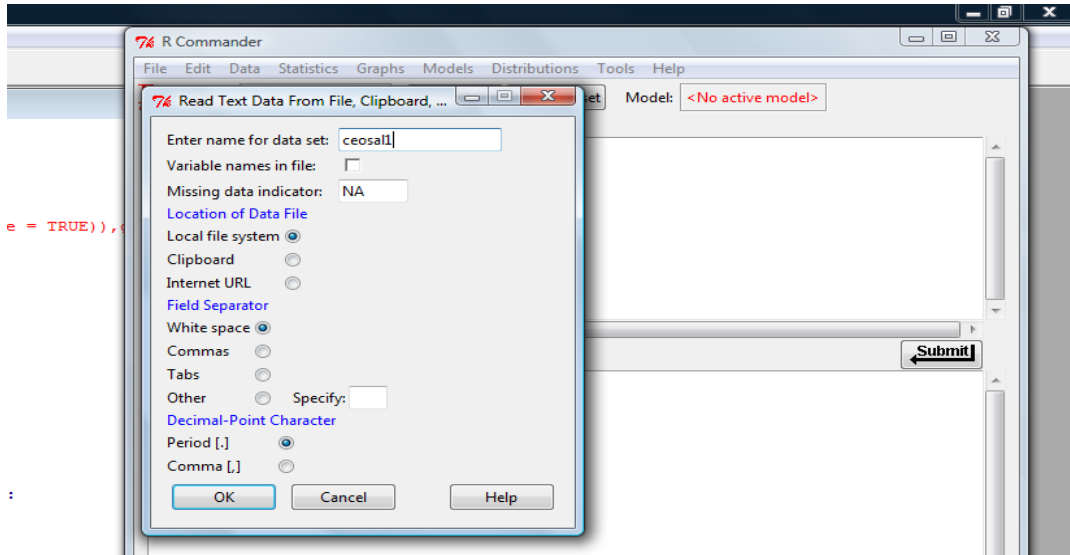 R Commander
File Edit Data Statistics Graphs Models Distributions Tools Help
Read Text Data From File, Clipboard, ...
et Model: <No active model>
Enter name for data set: ceosal1
Variable names in file:
Missing data indicator: NA
Location of Data File
e = TRUE)),
Local file system
Clipboard
Internet URL
Field Separator
White space
Commas
Submit
Tabs
Other Specify:
Decimal-Point Character
Period [.]
Comma [,]
:
OK Cancel Help